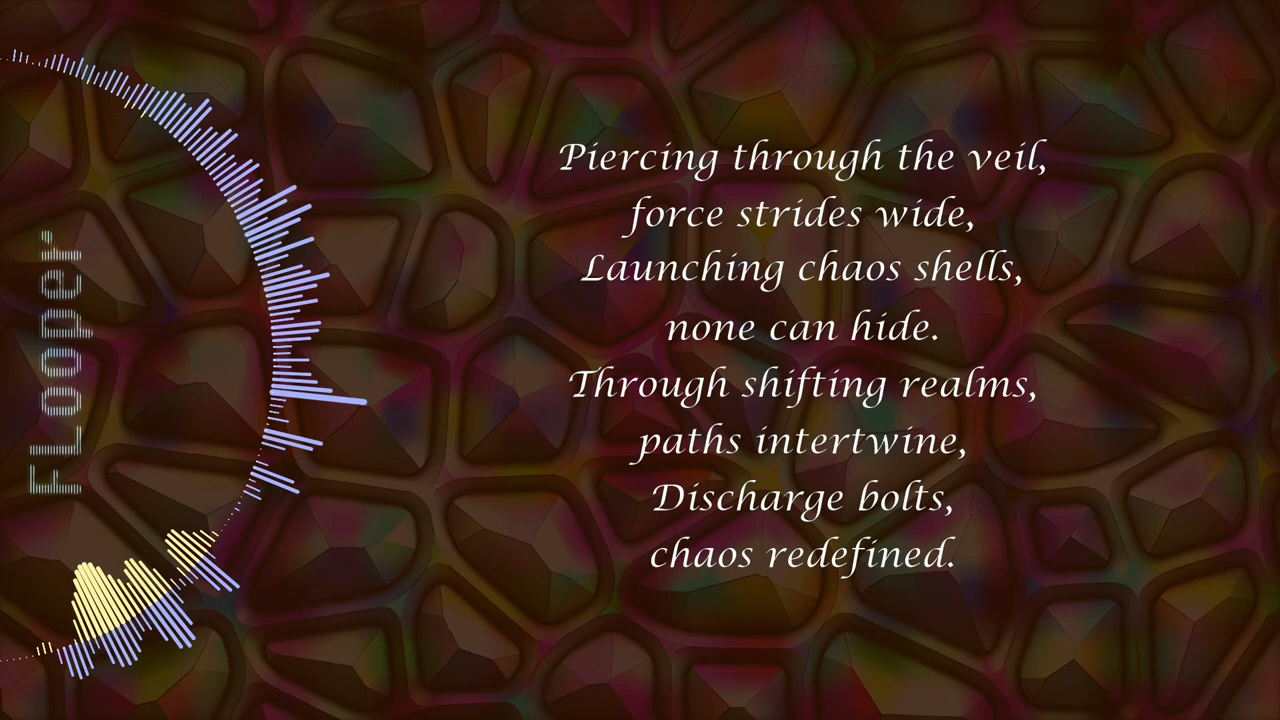 FLooper
Piercing through the veil,
force strides wide,
Launching chaos shells,
none can hide.
Through shifting realms,
paths intertwine,
Discharge bolts,
chaos redefined.